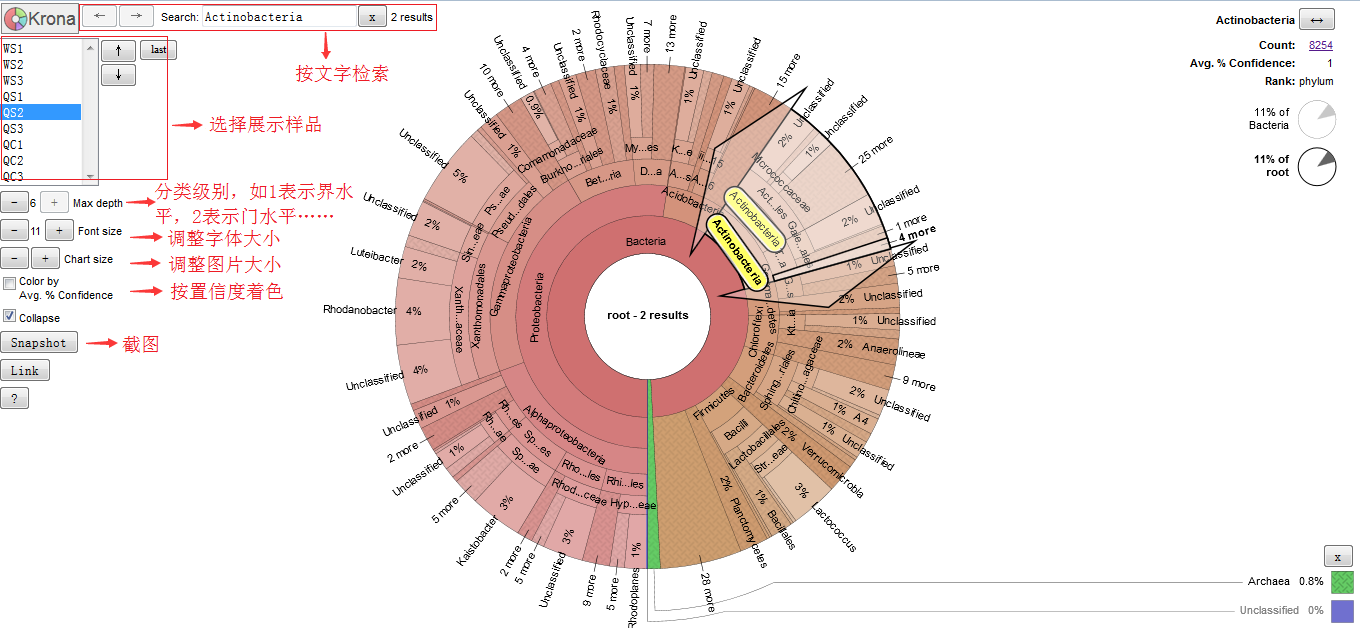 Krona
← → Search: Actinobacteria x 2 results
按文字检索
WS1
WS2
WS3
QS1
QS2
QS3
QC1
QC2
QC3
↑ last
↓
选择展示样品
- 6 + Max depth
分类级别，如1表示界水
平，2表示门水平……
- 11 + Font size
调整字体大小
- + Chart size
调整图片大小
Color by
Avg. % Confidence
按置信度着色
Collapse
Snapshot
截图
Link
?
Actinobacteria ↔
Count: 8254
Avg. % Confidence: 1
Rank: phylum
11% of
Bacteria
11% of
root
root - 2 results
Bacteria
Proteobacteria
Gammaproteobacteria
Xanthomonadales
Xanth...aceae
Alphaproteobacteria
Pseud...dales
Ps...ae
Sin...eae
Bet...ria
Burkho...riales
Comamonadaceae
D...a
My...es
Acidobacteria
Actinobacteria
Actinobacteria
Micrococcaceae
Act...les
Gaie...ales
Chloroflexi
Bacteroidetes
Sphing...riales
Chitino...agaceae
Firmicutes
Bacilli
Lactobacillales
Str...eae
Rho...les
Rhi...les
Rhod...ceae
Hyp...eae
Rh...es
Rh...ae
Sp...es
Sp...ae
K...e
Kt...a
7 more
13 more
Unclassified
Unclassified
15 more
Unclassified
Unclassified
25 more
Unclassified
1 more
4 more
Unclassified
5 more
2% Unclassified
1% Unclassified
2% Anaerolineae
9 more
2% Unclassified
1% A4
1% Unclassified
2% Verrucomicrobia
3% Lactococcus
1% Bacillales
2% Planctomycetes
28 more
1% Rhodoplanes
5 more
9 more
3% Unclassified
5 more
2 more
3% Kaistobacter
5 more
1% Unclassified
2 more
1% Unclassified
4% Unclassified
4% Rhodanobacter
2% Luteibacter
2% Unclassified
5% Unclassified
1% Unclassified
10 more
0.9% Unclassified
4 more
1% Unclassified
2 more
1% Rhodocyclaceae
1% Unclassified
x
Archaea 0.8%
Unclassified 0%